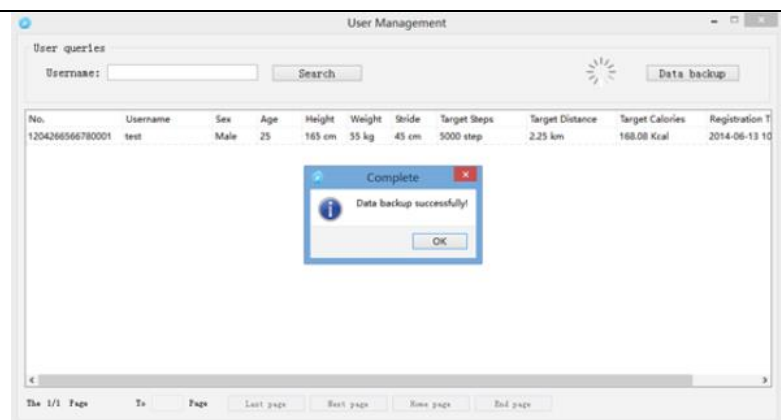 User Management
User queries
Username: Search Data backup
No. Username Sex Age Height Weight Stride Target Steps Target Distance Target Calories Registration T
1204266566780001 test Male 25 165 cm 55 kg 45 cm 5000 step 2.25 km 168.08 Kcal 2014-06-13 10
Complete
Data backup successfully!
OK
The 1/1 Page To Page Last page Next page Home page End page